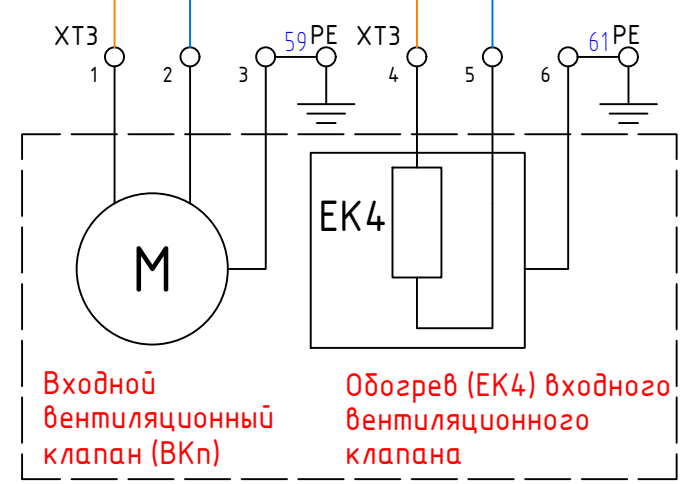 XT3 59 PE XT3 61 PE
1 2 3 4 5 6
M
EK4
Входной
вентиляционный
клапан (ВКп)
Обогрев (ЕК4) входного
вентиляционного
клапана